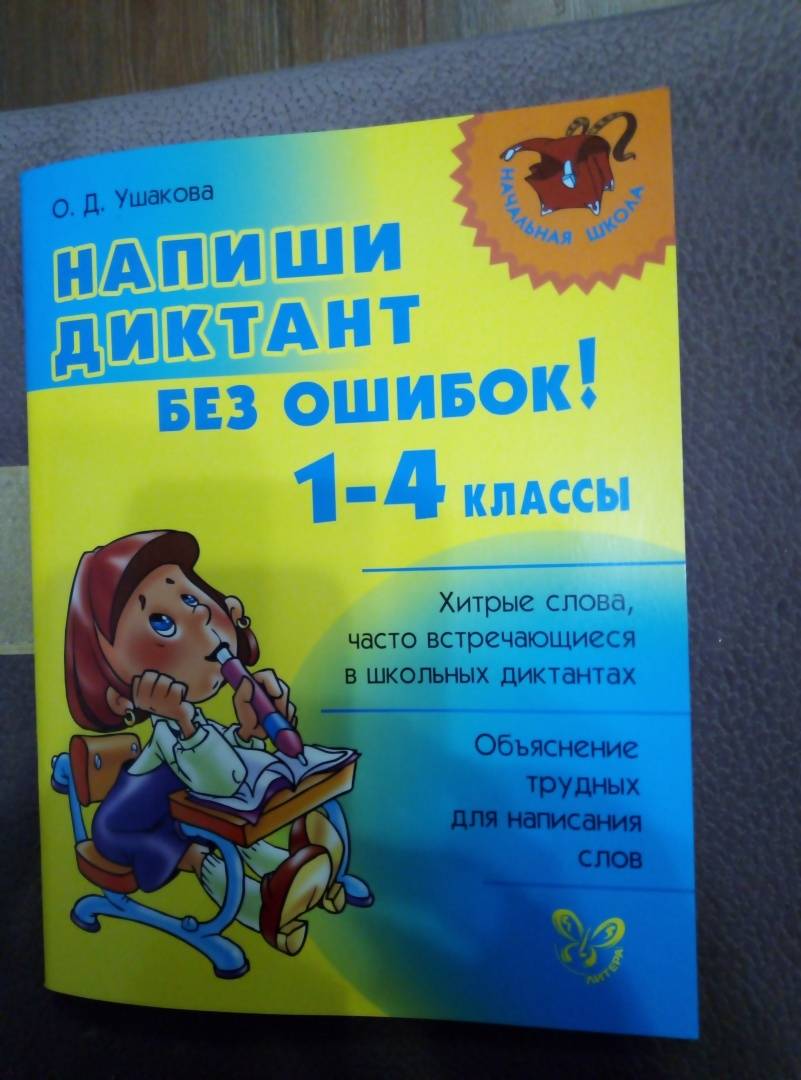 О. Д. Ушакова
НАЧАЛЬНАЯ ШКОЛА
НАПИШИ
ДИКТАНТ
БЕЗ ОШИБОК!
1-4 КЛАССЫ
Хитрые слова,
часто встречающиеся
в школьных диктантах
Объяснение
трудных
для написания
слов
ЛИТЕРА